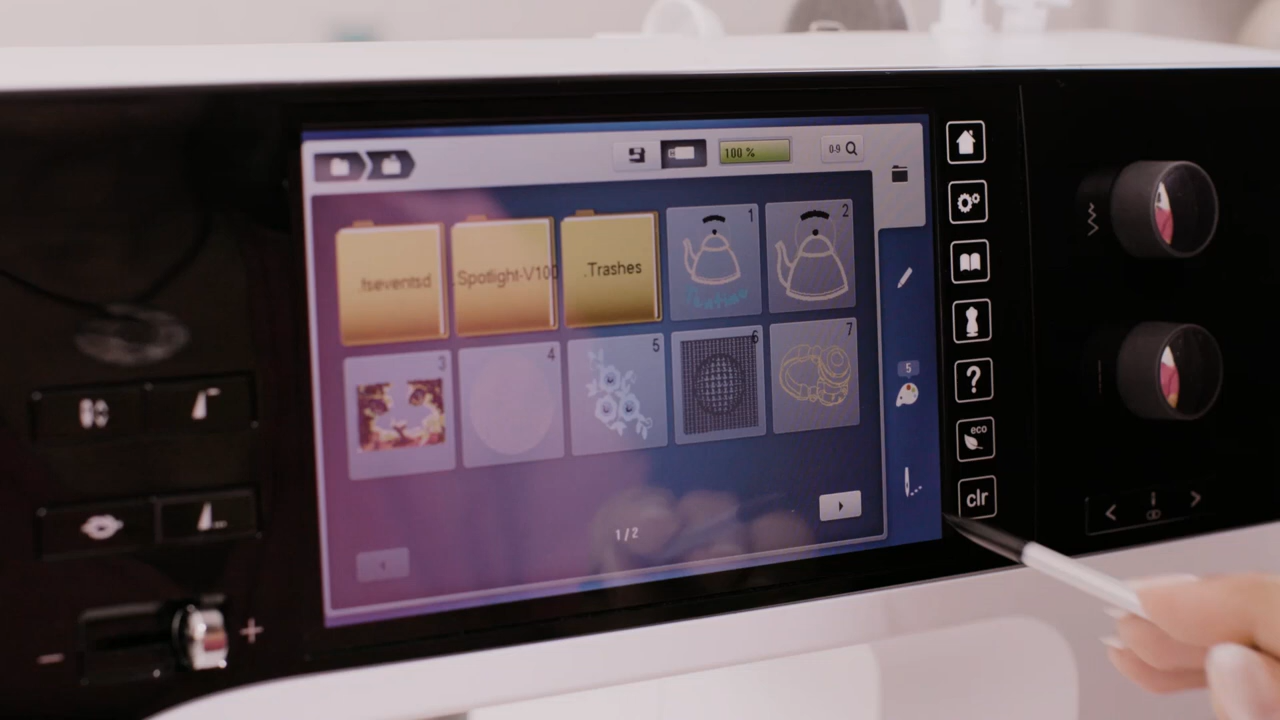 100 %
0-9
.fseventsd
.Spotlight-V100
.Trashes
1
2
3
4
5
6
7
5
1/2
?
eco
clr
+
-